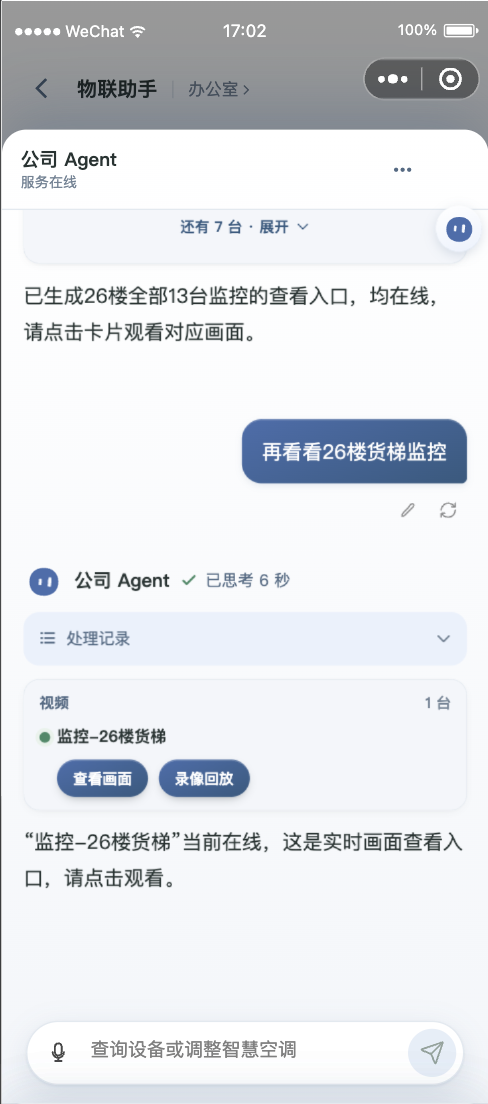 WeChat 17:02 100%
物联助手 办公室
公司 Agent
服务在线
还有 7 台 · 展开
已生成26楼全部13台监控的查看入口，均在线，
请点击卡片观看对应画面。
再看看26楼货梯监控
公司 Agent 已思考 6 秒
处理记录
视频 1 台
监控-26楼货梯
查看画面 录像回放
“监控-26楼货梯”当前在线，这是实时画面查看入
口，请点击观看。
查询设备或调整智慧空调